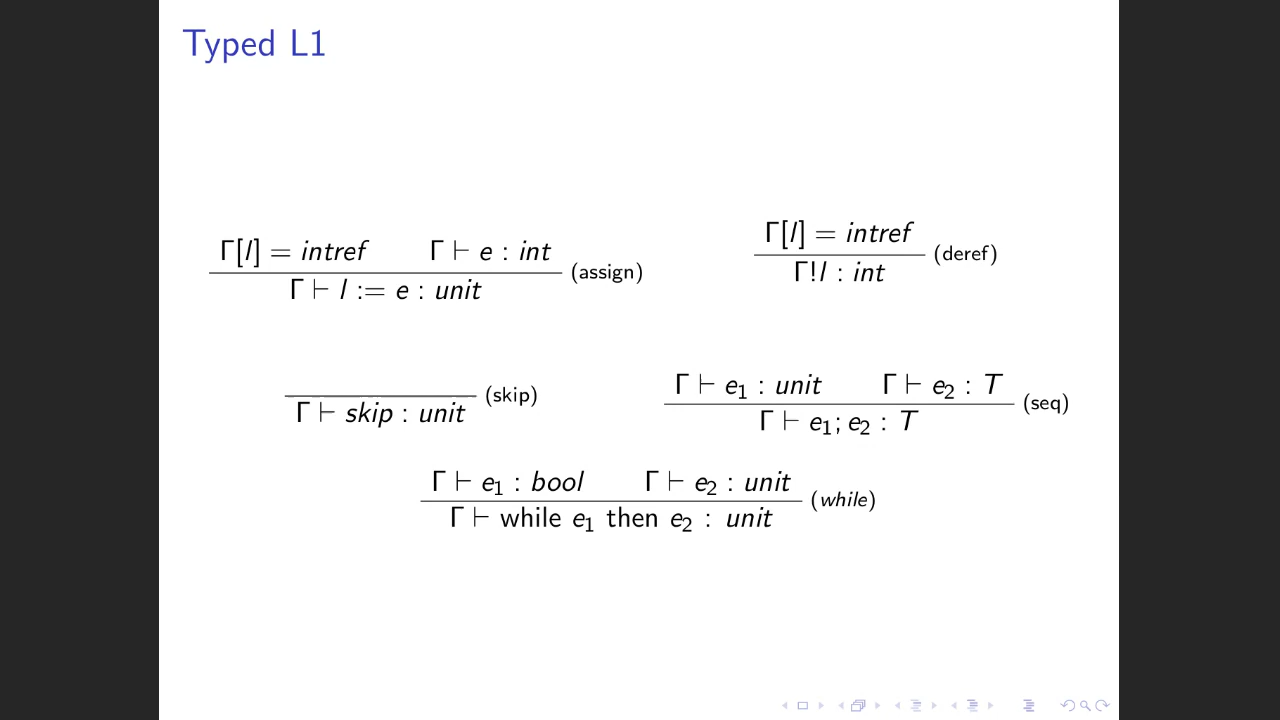 Typed L1
Γ[l] = intref Γ ⊢ e : int
Γ ⊢ l := e : unit
(assign)
Γ[l] = intref
Γ!l : int
(deref)
Γ ⊢ skip : unit
(skip)
Γ ⊢ e₁ : unit Γ ⊢ e₂ : T
Γ ⊢ e₁; e₂ : T
(seq)
Γ ⊢ e₁ : bool Γ ⊢ e₂ : unit
Γ ⊢ while e₁ then e₂ : unit
(while)